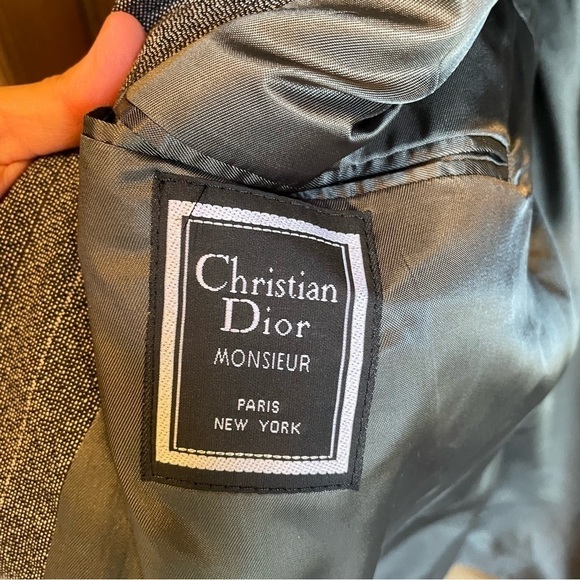 Christian
Dior
MONSIEUR
PARIS
NEW YORK